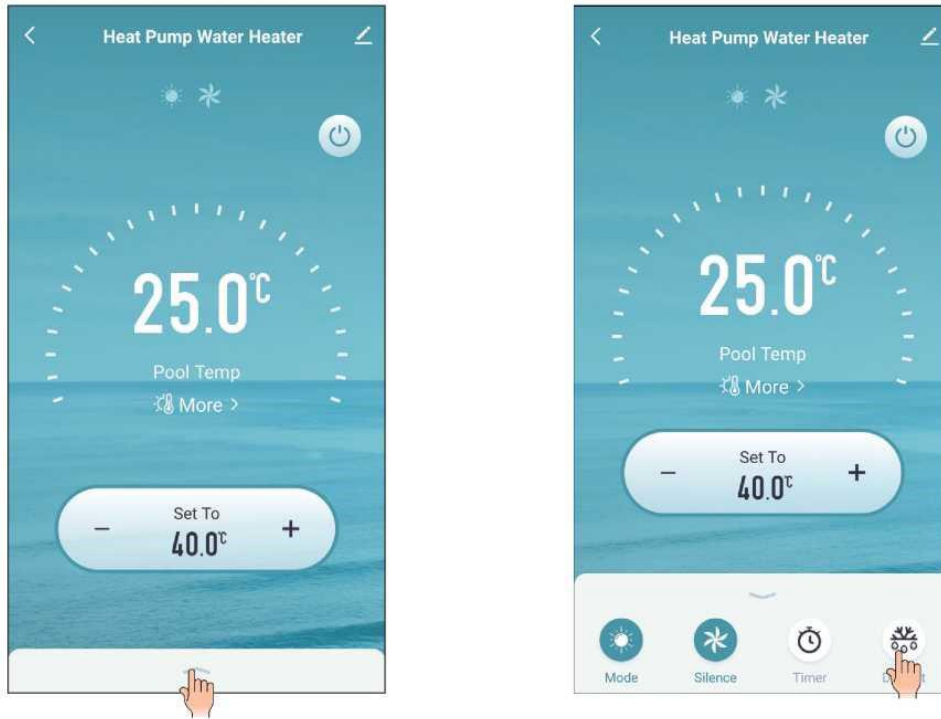 Heat Pump Water Heater
25.0℃
Pool Temp
More >
Set To
40.0℃
Heat Pump Water Heater
25.0℃
Pool Temp
More >
Set To
40.0℃
Mode Silence Timer